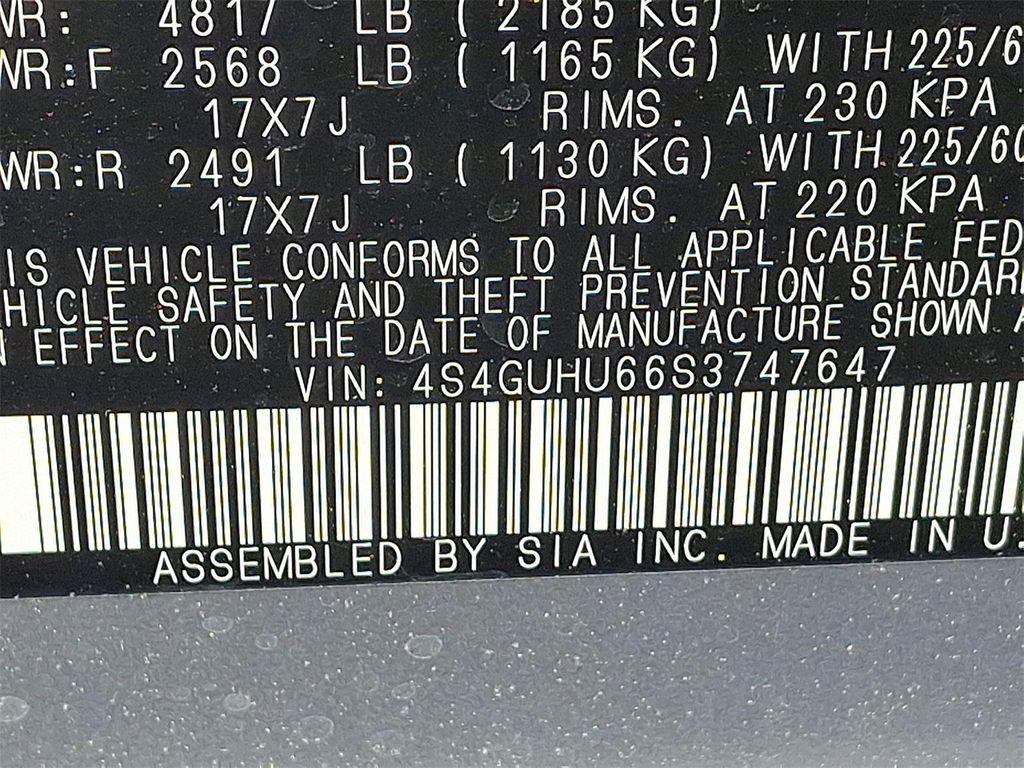 WR: 4817 LB ( 2185 KG)
WR:F 2568 LB ( 1165 KG) WITH 225/6
17X7J RIMS. AT 230 KPA
WR:R 2491 LB ( 1130 KG) WITH 225/60
17X7J RIMS. AT 220 KPA
IS VEHICLE CONFORMS TO ALL APPLICABLE FED
HICLE SAFETY AND THEFT PREVENTION STANDAR
N EFFECT ON THE DATE OF MANUFACTURE SHOWN A
VIN: 4S4GUHU66S3747647
ASSEMBLED BY SIA INC. MADE IN U.